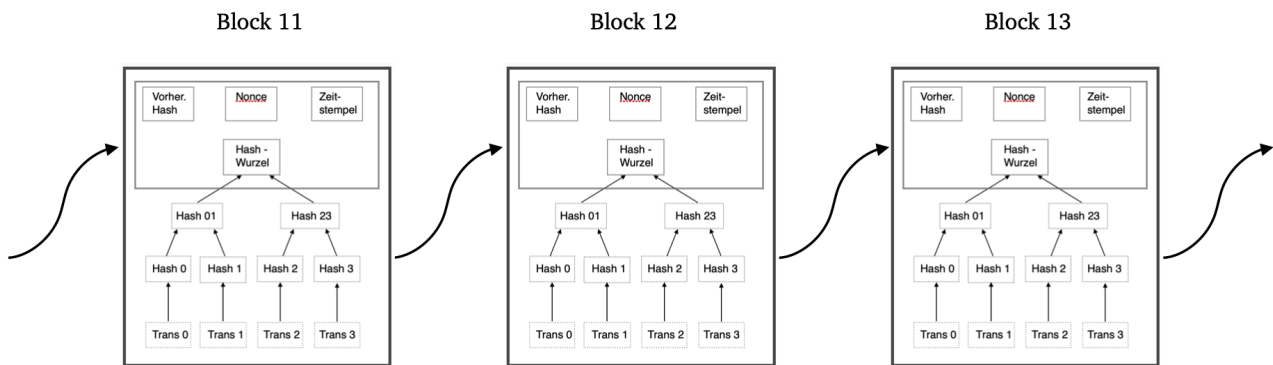 Block 11
Block 12
Block 13
Vorher.
Hash
Nonce
Zeit-
stempel
Hash -
Wurzel
Hash 01
Hash 23
Hash 0
Hash 1
Hash 2
Hash 3
Trans 0
Trans 1
Trans 2
Trans 3
Vorher.
Hash
Nonce
Zeit-
stempel
Hash -
Wurzel
Hash 01
Hash 23
Hash 0
Hash 1
Hash 2
Hash 3
Trans 0
Trans 1
Trans 2
Trans 3
Vorher.
Hash
Nonce
Zeit-
stempel
Hash -
Wurzel
Hash 01
Hash 23
Hash 0
Hash 1
Hash 2
Hash 3
Trans 0
Trans 1
Trans 2
Trans 3